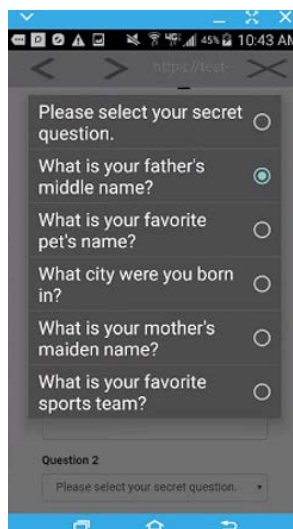 4G 45% 10:43 AM
https://test-
Please select your secret
question.
What is your father's
middle name?
What is your favorite
pet's name?
What city were you born
in?
What is your mother's
maiden name?
What is your favorite
sports team?
Question 2
Please select your secret question.